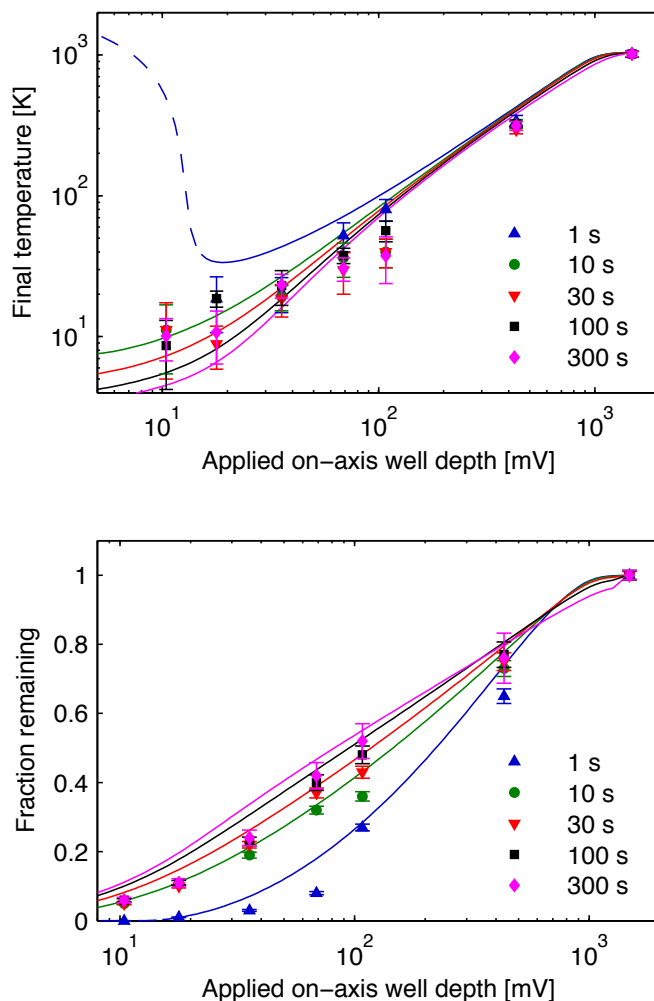 Final temperature [K]
10³
10²
10¹
1 s
10 s
30 s
100 s
300 s
10¹ 10² 10³
Applied on−axis well depth [mV]
Fraction remaining
1
0.8
0.6
0.4
0.2
0
1 s
10 s
30 s
100 s
300 s
10¹ 10² 10³
Applied on−axis well depth [mV]